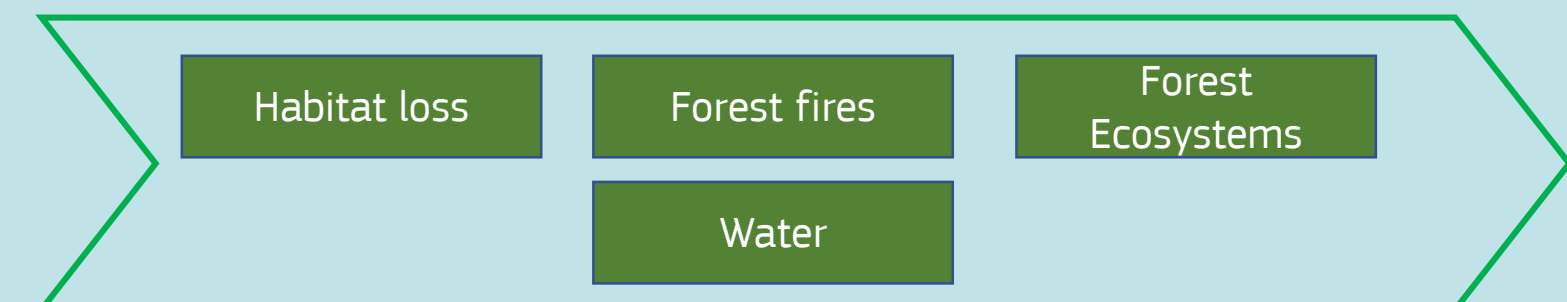 Habitat loss
Forest fires
Forest
Ecosystems
Water